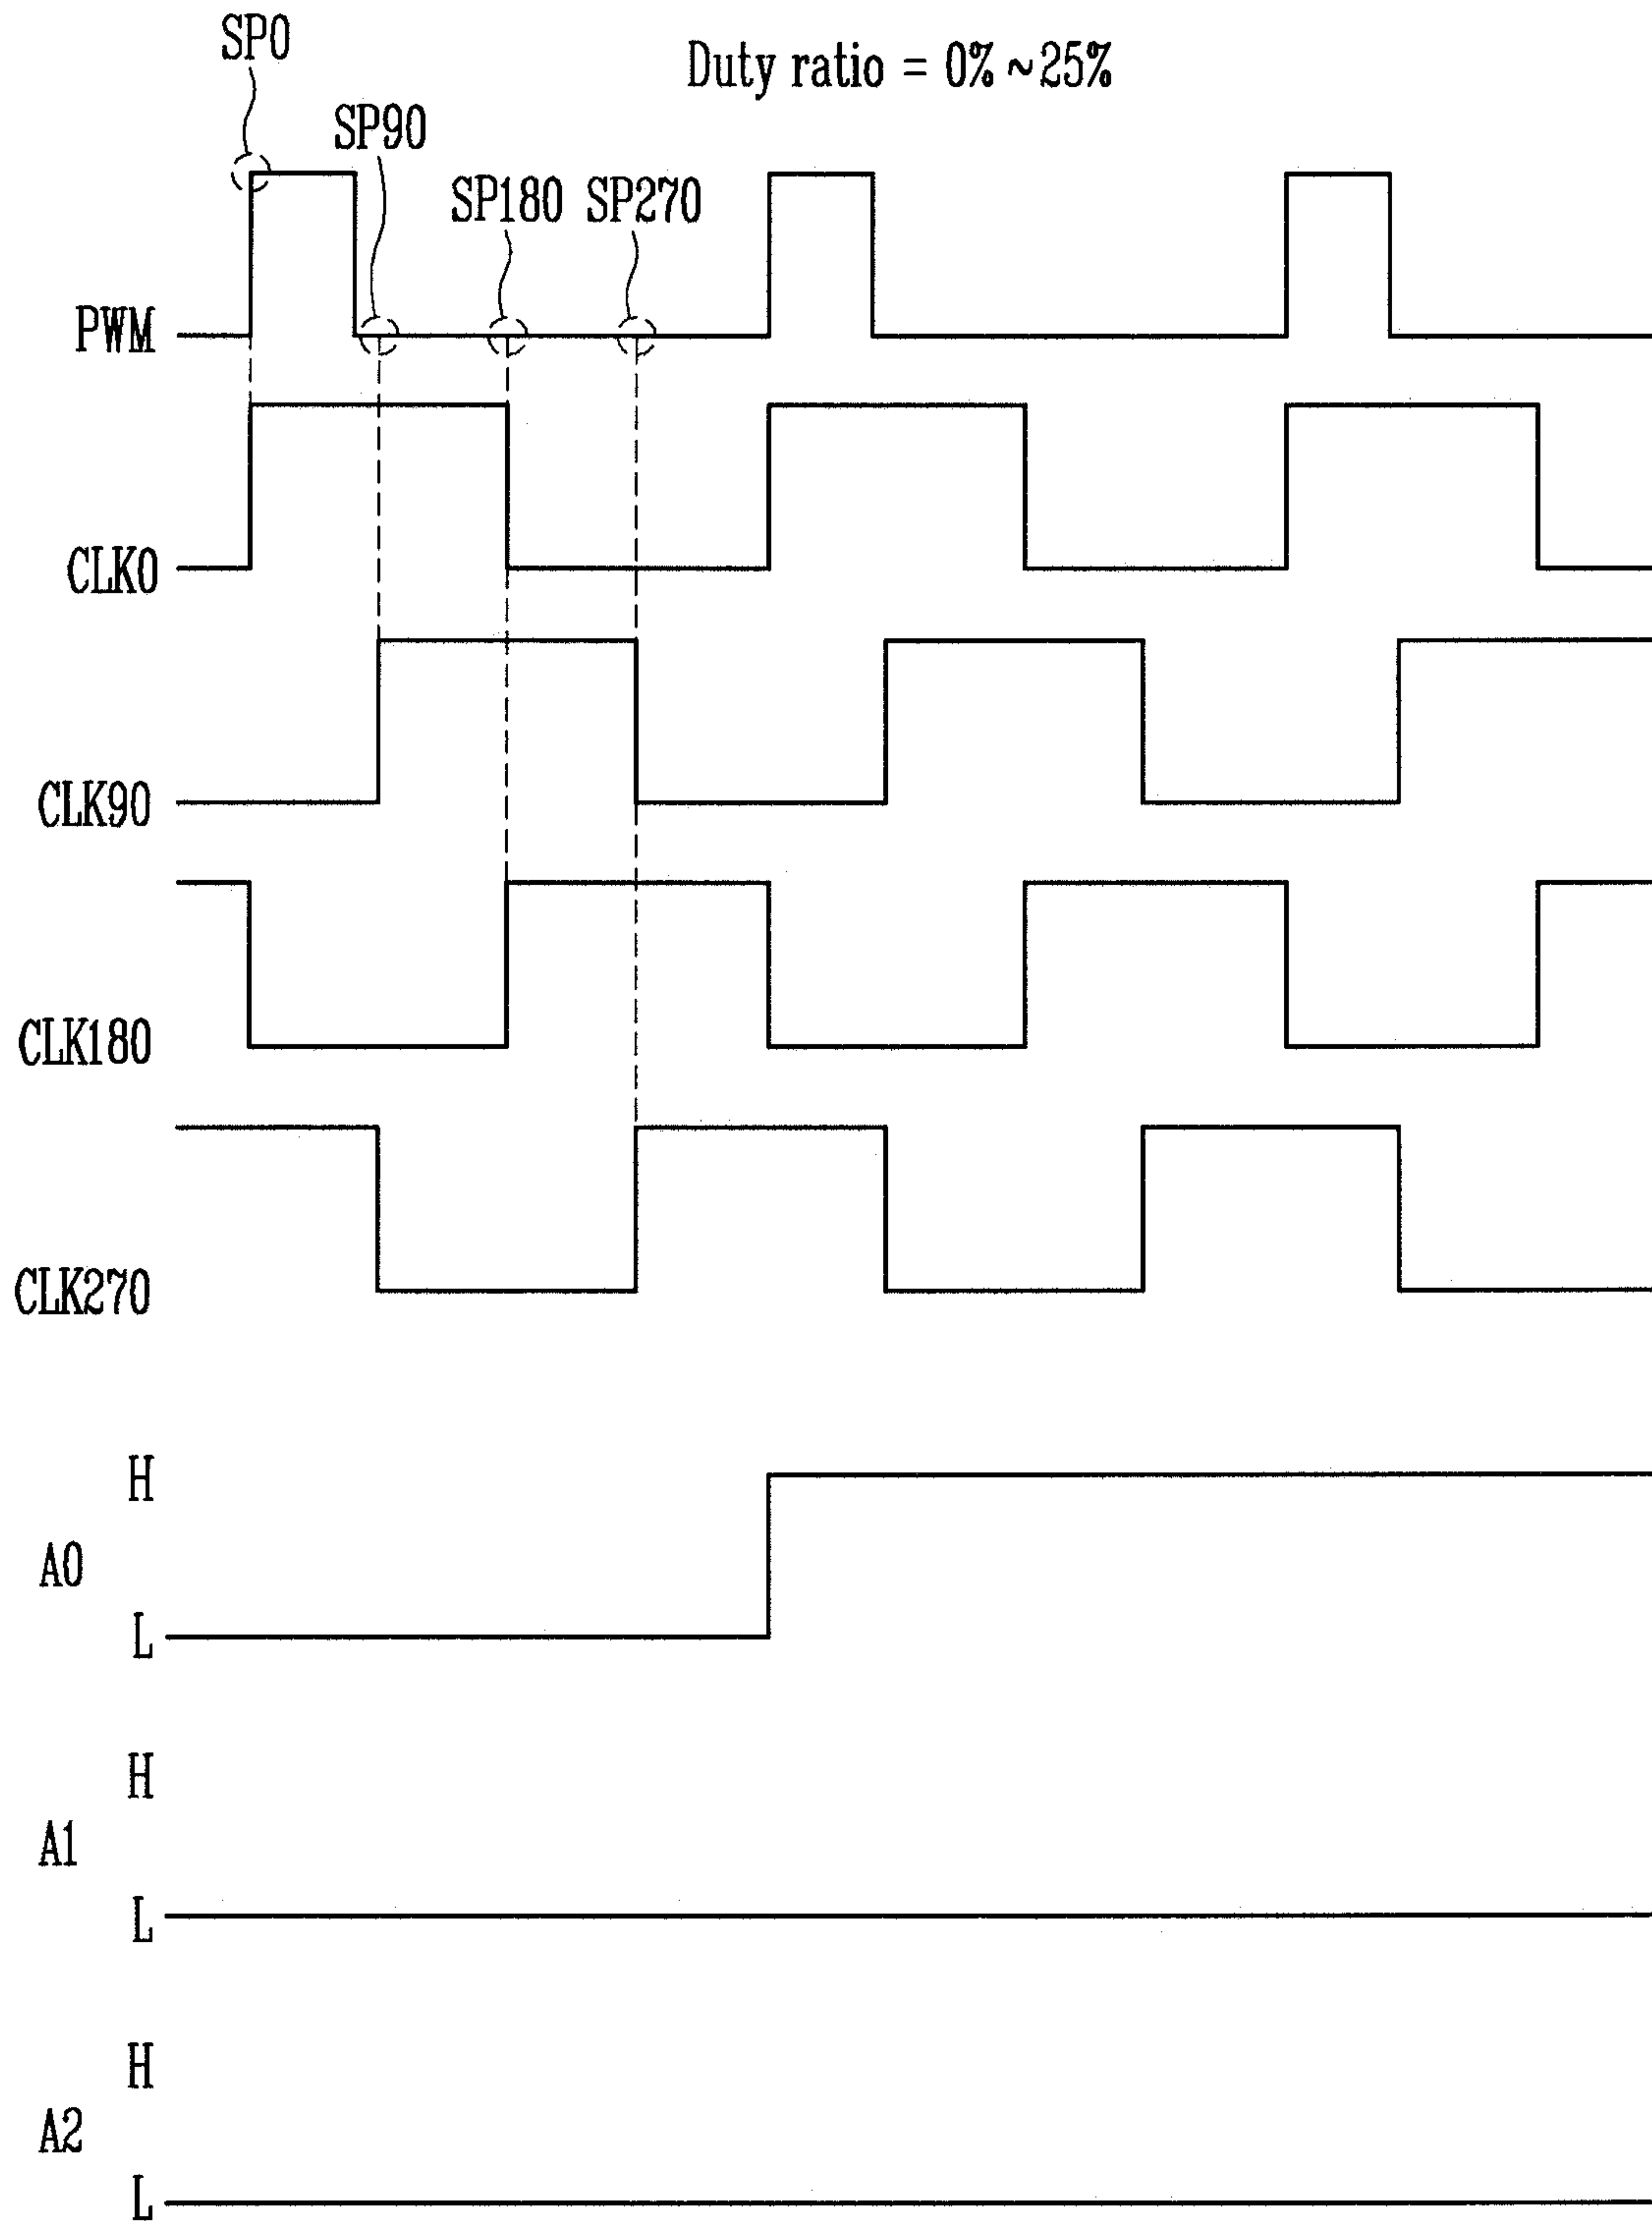 SP0
Duty ratio = 0% ~ 25%
SP90
SP180 SP270
PWM
CLK0
CLK90
CLK180
CLK270
H
A0
L
H
A1
L
H
A2
L